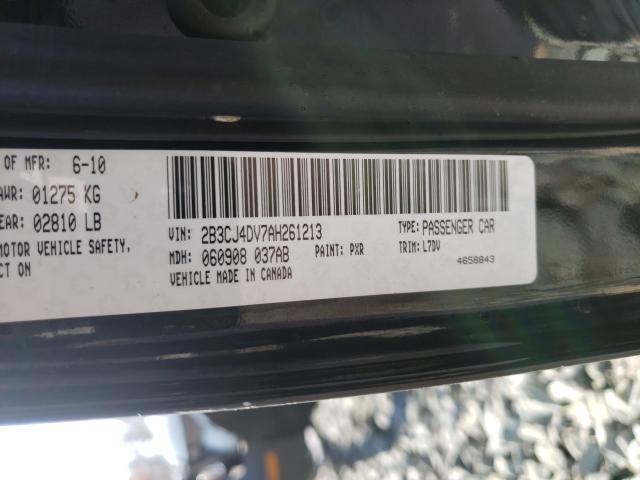 OF MFR: 6-10
AWR: 01275 KG
EAR: 02810 LB
MOTOR VEHICLE SAFETY,
CT ON
VIN: 2B3CJ4DV7AH261213
TYPE: PASSENGER CAR
MDH: 060908 037AB
PAINT: PXR
TRIM: L7DV
VEHICLE MADE IN CANADA
4658843